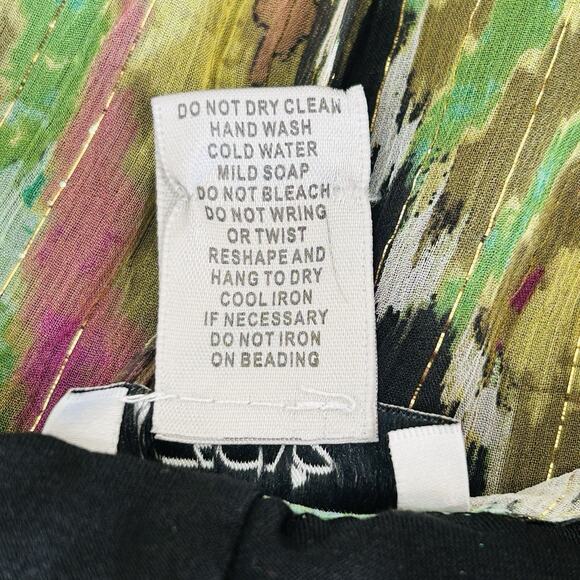 DO NOT DRY CLEAN
HAND WASH
COLD WATER
MILD SOAP
DO NOT BLEACH
DO NOT WRING
OR TWIST
RESHAPE AND
HANG TO DRY
COOL IRON
IF NECESSARY
DO NOT IRON
ON BEADING